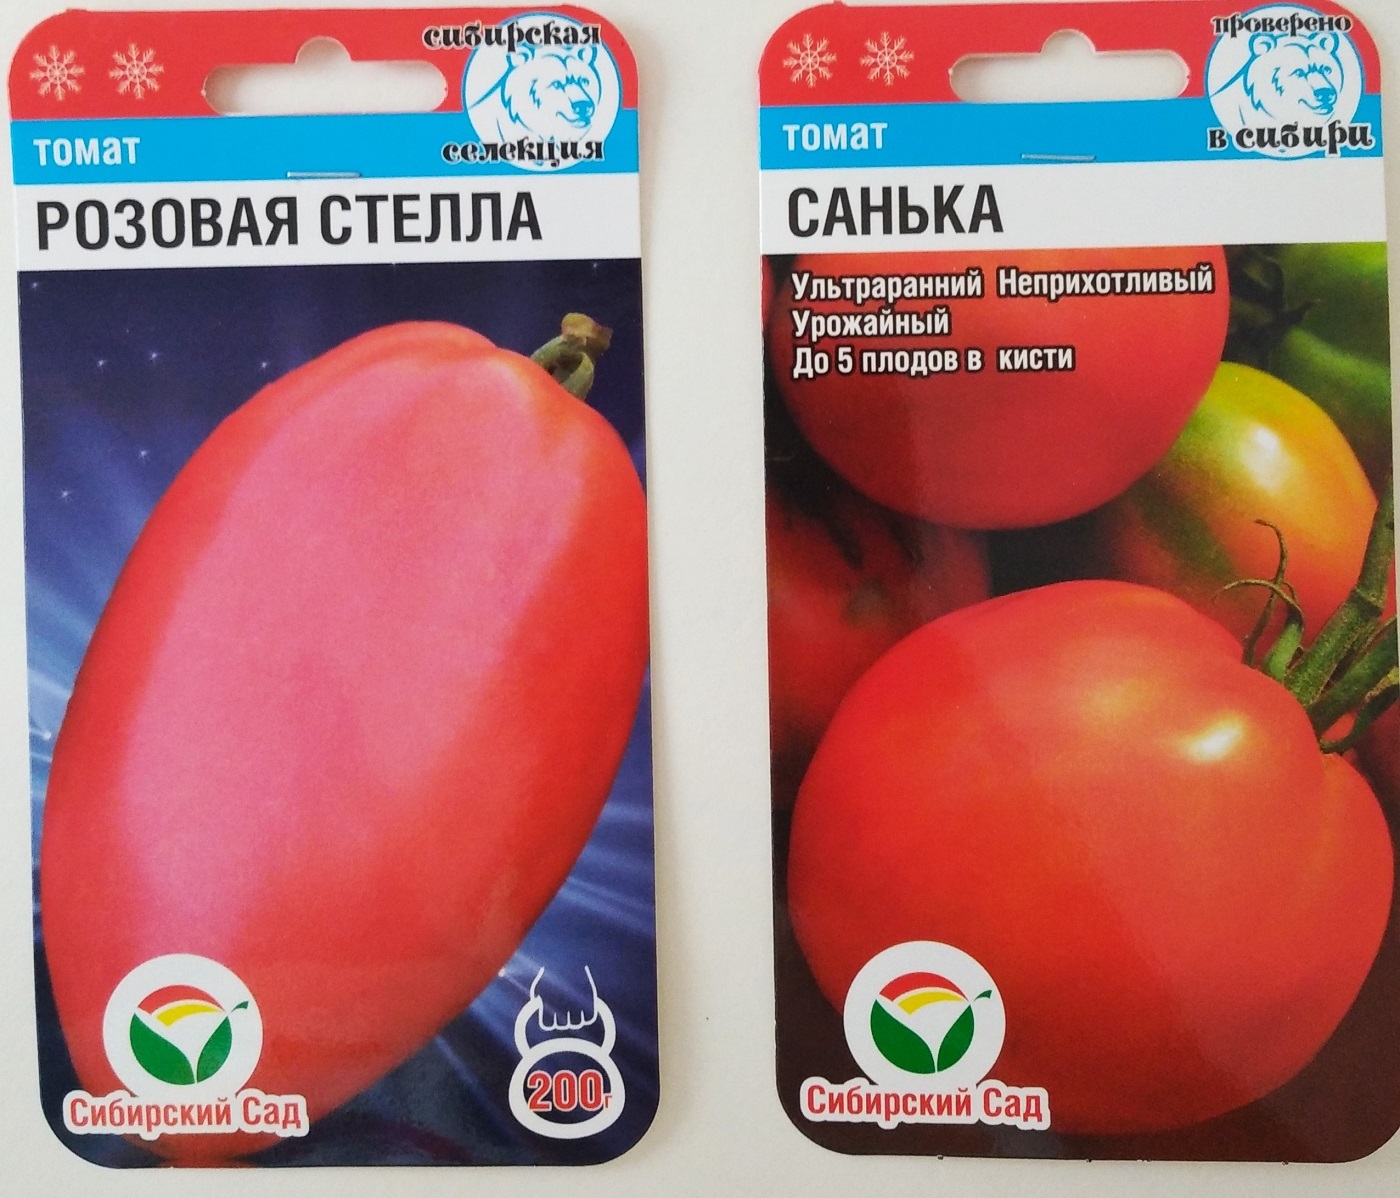 сибирская
селекция
томат
РОЗОВАЯ СТЕЛЛА
200г
Сибирский Сад
проверено
в сибири
томат
САНЬКА
Ультраранний Неприхотливый
Урожайный
До 5 плодов в кисти
Сибирский Сад